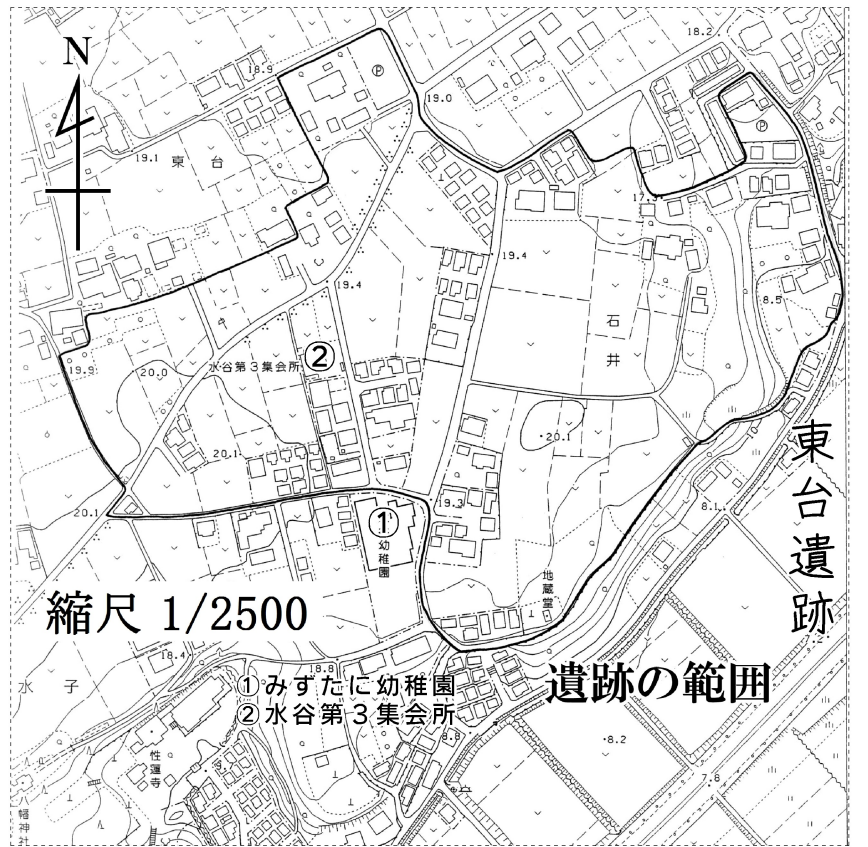 N
18.2
18.9
P
19.0
P
19.1
東台
17.3
19.4
19.4
8.5
石井
19.9
20.0
水谷第3集会所
②
20.1
20.1
20.1
19.3
①
幼稚園
8.1
東台遺跡
地蔵堂
縮尺 1/2500
7.2
18.4
18.8
水子
①みずたに幼稚園
②水谷第3集会所
遺跡の範囲
8.8
8.2
7.8
性蓮寺
八幡神社